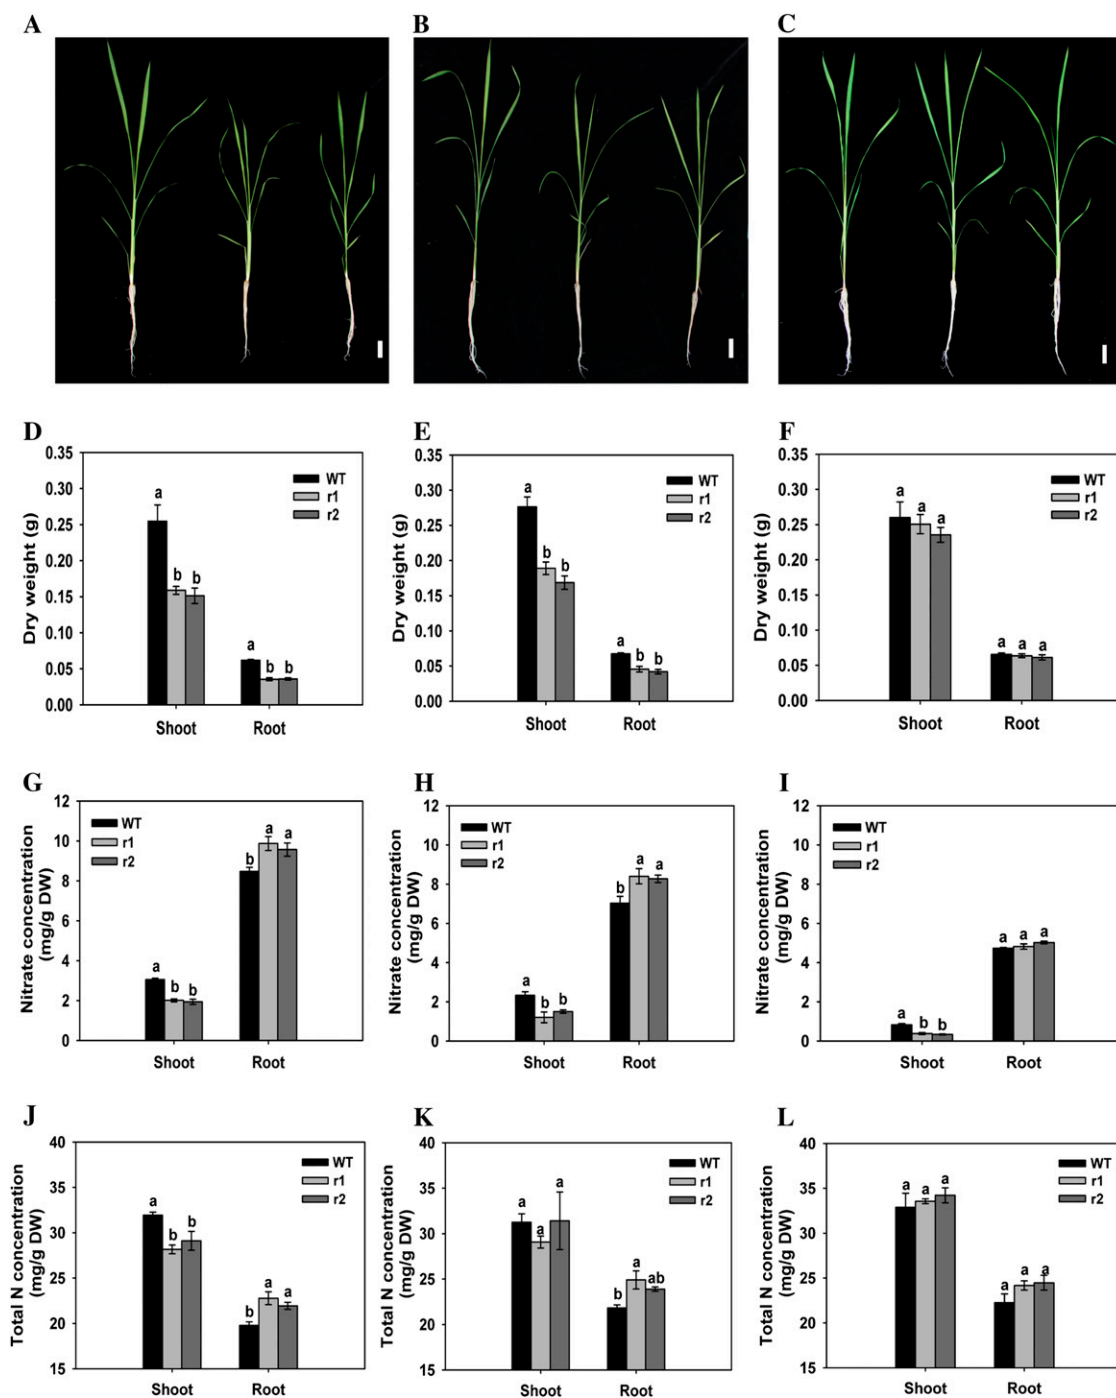 A
B
C
D
Dry weight (g)
0.35
0.30
0.25
0.20
0.15
0.10
0.05
0.00
WT
r1
r2
a
b
b
a
b
b
Shoot
Root
E
Dry weight (g)
0.35
0.30
0.25
0.20
0.15
0.10
0.05
0.00
WT
r1
r2
a
b
b
a
b
b
Shoot
Root
F
Dry weight (g)
0.35
0.30
0.25
0.20
0.15
0.10
0.05
0.00
WT
r1
r2
a
a
a
a
a
a
Shoot
Root
G
Nitrate concentration
(mg/g DW)
12
10
8
6
4
2
0
WT
r1
r2
a
b
b
b
a
a
Shoot
Root
H
Nitrate concentration
(mg/g DW)
12
10
8
6
4
2
0
WT
r1
r2
a
b
b
b
a
a
Shoot
Root
I
Nitrate concentration
(mg/g DW)
12
10
8
6
4
2
0
WT
r1
r2
a
b
b
a
a
a
Shoot
Root
J
Total N concentration
(mg/g DW)
40
35
30
25
20
15
WT
r1
r2
a
b
b
b
a
a
Shoot
Root
K
Total N concentration
(mg/g DW)
40
35
30
25
20
15
WT
r1
r2
a
a
a
b
a
ab
Shoot
Root
L
Total N concentration
(mg/g DW)
40
35
30
25
20
15
WT
r1
r2
a
a
a
a
a
a
Shoot
Root